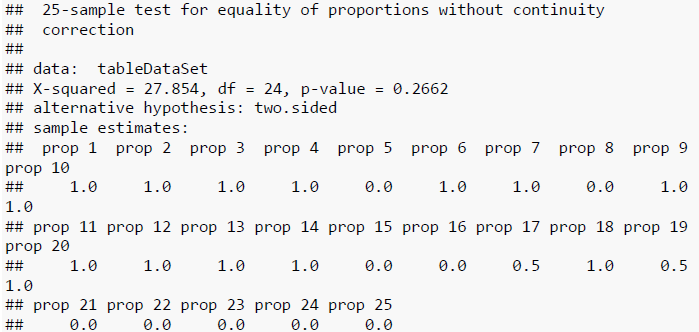 ##  25-sample test for equality of proportions without continuity
##  correction
##
## data:  tableDataSet
## X-squared = 27.854, df = 24, p-value = 0.2662
## alternative hypothesis: two.sided
## sample estimates:
##  prop 1  prop 2  prop 3  prop 4  prop 5  prop 6  prop 7  prop 8  prop 9
prop 10
##     1.0     1.0     1.0     1.0     0.0     1.0     1.0     0.0     1.0
1.0
## prop 11 prop 12 prop 13 prop 14 prop 15 prop 16 prop 17 prop 18 prop 19
prop 20
##     1.0     1.0     1.0     1.0     0.0     0.0     0.5     1.0     0.5
1.0
## prop 21 prop 22 prop 23 prop 24 prop 25
##     0.0     0.0     0.0     0.0     0.0